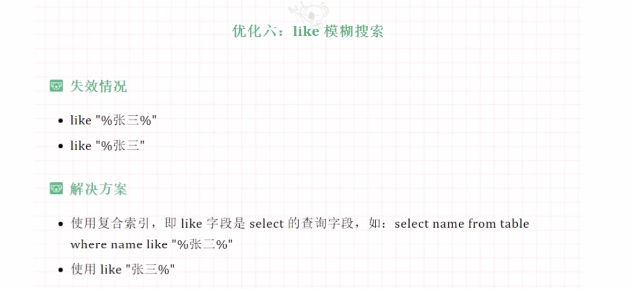 优化六：like 模糊搜索
失效情况
like "%张三%"
like "%张三"
解决方案
使用复合索引，即 like 字段是 select 的查询字段，如：select name from table
where name like "%张三%"
使用 like "张三%"